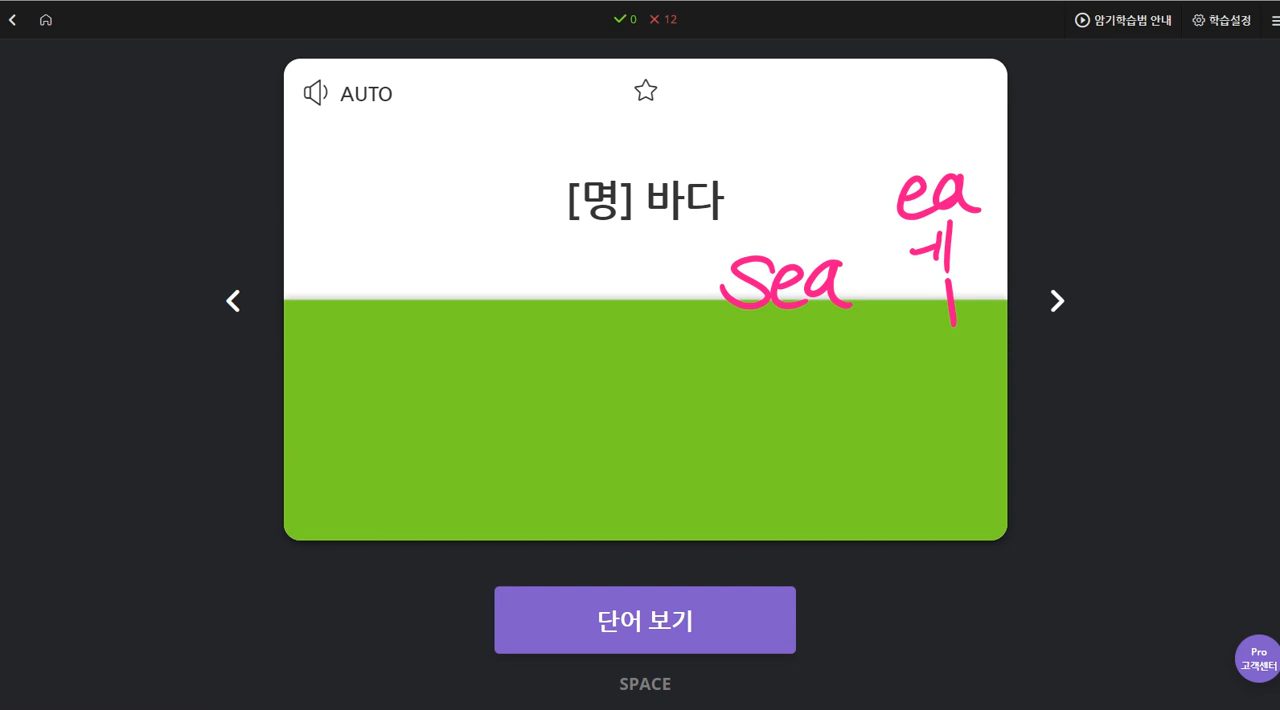 0 12 암기학습법 안내 학습설정
AUTO
[명] 바다
ea
ㅔ
ㅣ
sea
단어 보기
SPACE
Pro
고객센터